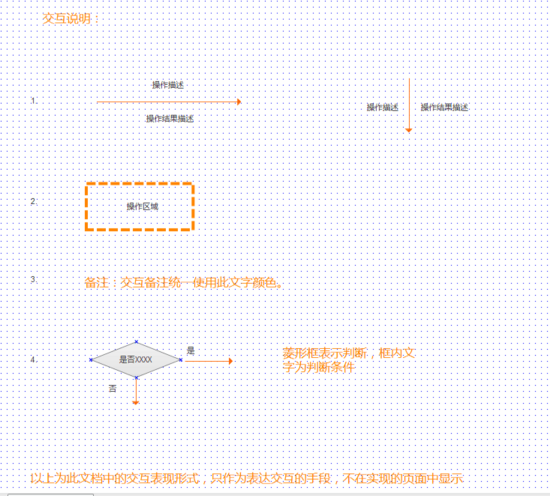 交互说明：
操作描述
1.
操作结果描述
操作描述
操作结果描述
2.
操作区域
3.
备注：交互备注统一使用此文字颜色。
4.
是否XXXX
是
否
菱形框表示判断，框内文
字为判断条件
以上为此文档中的交互表现形式，只作为表达交互的手段，不在实现的页面中显示